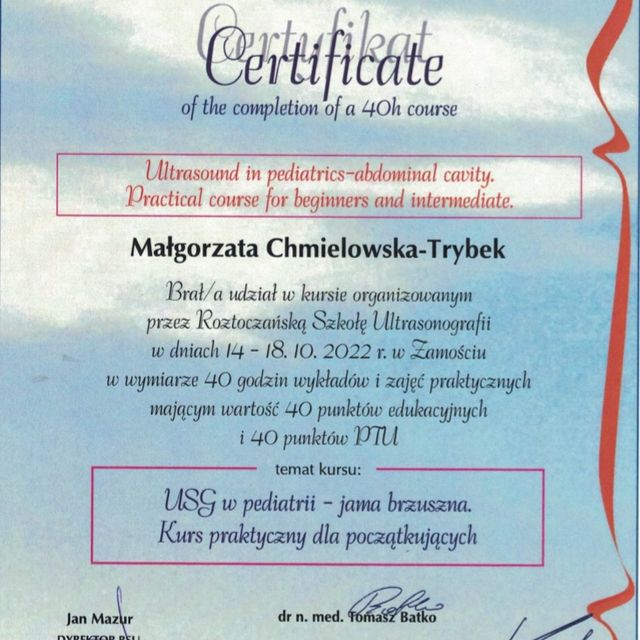 Certyfikat
Certificate
of the completion of a 40h course
Ultrasound in pediatrics-abdominal cavity.
Practical course for beginners and intermediate.
Małgorzata Chmielowska-Trybek
Brał/a udział w kursie organizowanym
przez Roztoczańską Szkołę Ultrasonografii
w dniach 14 - 18. 10. 2022 r. w Zamościu
w wymiarze 40 godzin wykładów i zajęć praktycznych
mającym wartość 40 punktów edukacyjnych
i 40 punktów PTU
temat kursu:
USG w pediatrii - jama brzuszna.
Kurs praktyczny dla początkujących
Jan Mazur
dr n. med. Tomasz Batko
DYREKTOR